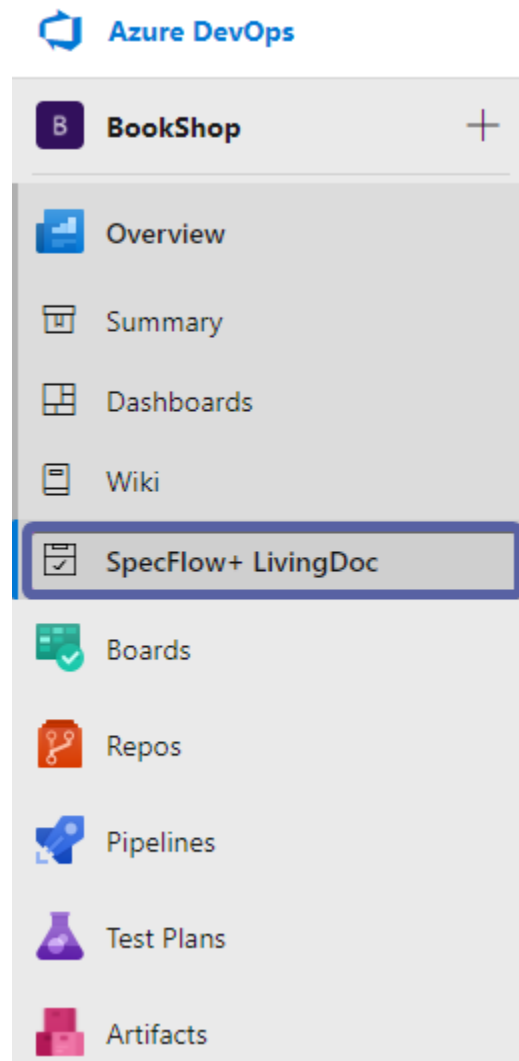 Azure DevOps
B BookShop
Overview
Summary
Dashboards
Wiki
SpecFlow+ LivingDoc
Boards
Repos
Pipelines
Test Plans
Artifacts